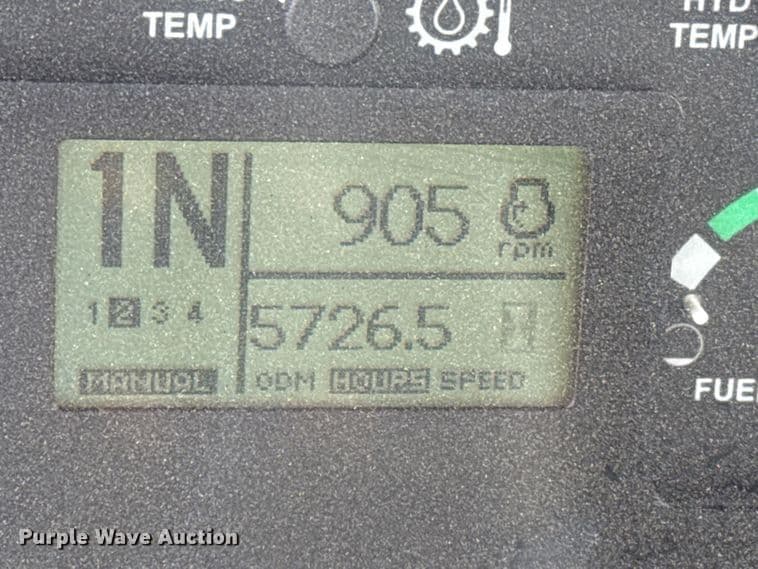 TEMP
HYD
TEMP
1N
905
rpm
1 2 3 4
5726.5
MANUAL
ODM HOURS SPEED
Purple Wave Auction